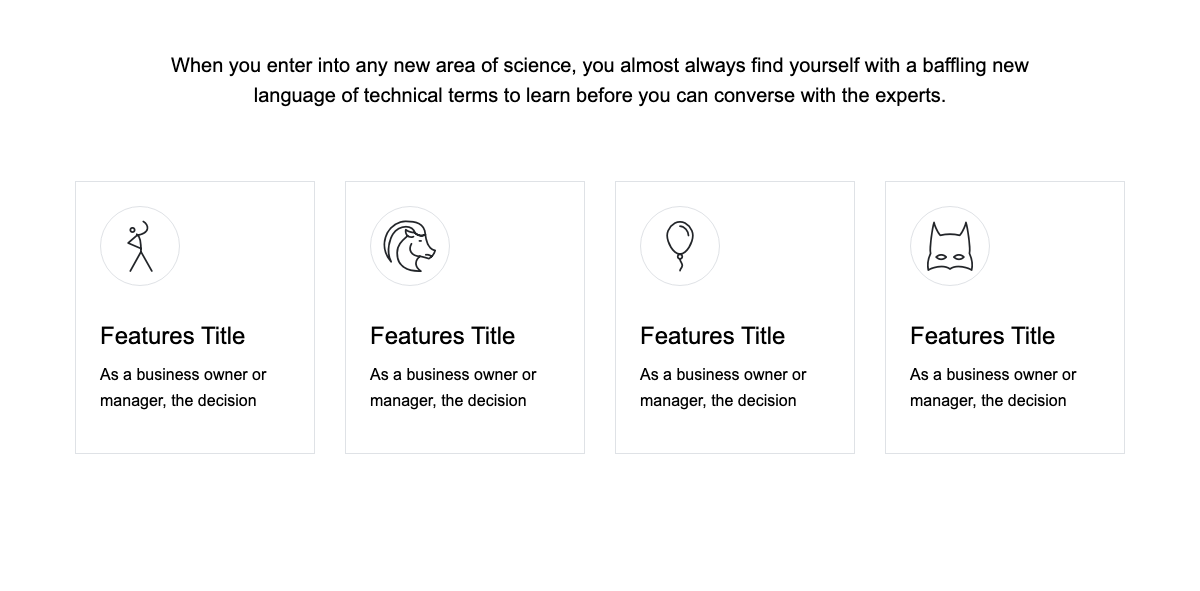 When you enter into any new area of science, you almost always find yourself with a baffling new
language of technical terms to learn before you can converse with the experts.
Features Title
As a business owner or
manager, the decision
Features Title
As a business owner or
manager, the decision
Features Title
As a business owner or
manager, the decision
Features Title
As a business owner or
manager, the decision